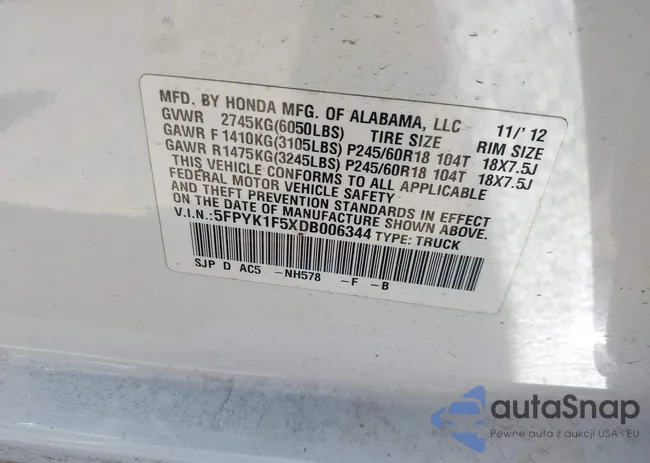 MFD. BY HONDA MFG. OF ALABAMA, LLC 11/'12
GVWR 2745KG(6050LBS) TIRE SIZE RIM SIZE
GAWR F 1410KG(3105LBS) P245/60R18 104T 18X7.5J
GAWR R1475KG(3245LBS) P245/60R18 104T 18X7.5J
THIS VEHICLE CONFORMS TO ALL APPLICABLE
FEDERAL MOTOR VEHICLE SAFETY
AND THEFT PREVENTION STANDARDS IN EFFECT
ON THE DATE OF MANUFACTURE SHOWN ABOVE.
V.I.N.:5FPYK1F5XDB006344 TYPE: TRUCK
SJP D AC5 -NH578 -F -B
autaSnap
Pewne auta z aukcji USA i EU